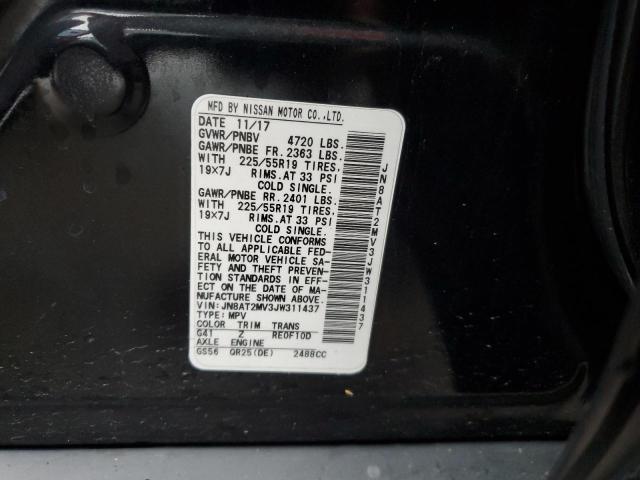 MFD BY NISSAN MOTOR CO.,LTD.
DATE 11/17
GVWR/PNBV 4720 LBS.
GAWR/PNBE FR. 2363 LBS.
WITH 225/55R19 TIRES,
19X7J RIMS.AT 33 PSI
COLD SINGLE.
GAWR/PNBE RR. 2401 LBS.
WITH 225/55R19 TIRES,
19X7J RIMS.AT 33 PSI
COLD SINGLE.
THIS VEHICLE CONFORMS
TO ALL APPLICABLE FED-
ERAL MOTOR VEHICLE SA-
FETY AND THEFT PREVEN-
TION STANDARDS IN EFF-
ECT ON THE DATE OF MA-
NUFACTURE SHOWN ABOVE.
VIN: JN8AT2MV3JW311437
TYPE: MPV
COLOR TRIM TRANS
G41 Z RE0F10D
AXLE ENGINE
GS56 QR25(DE) 2488CC
JN8AT2MV3JW311437